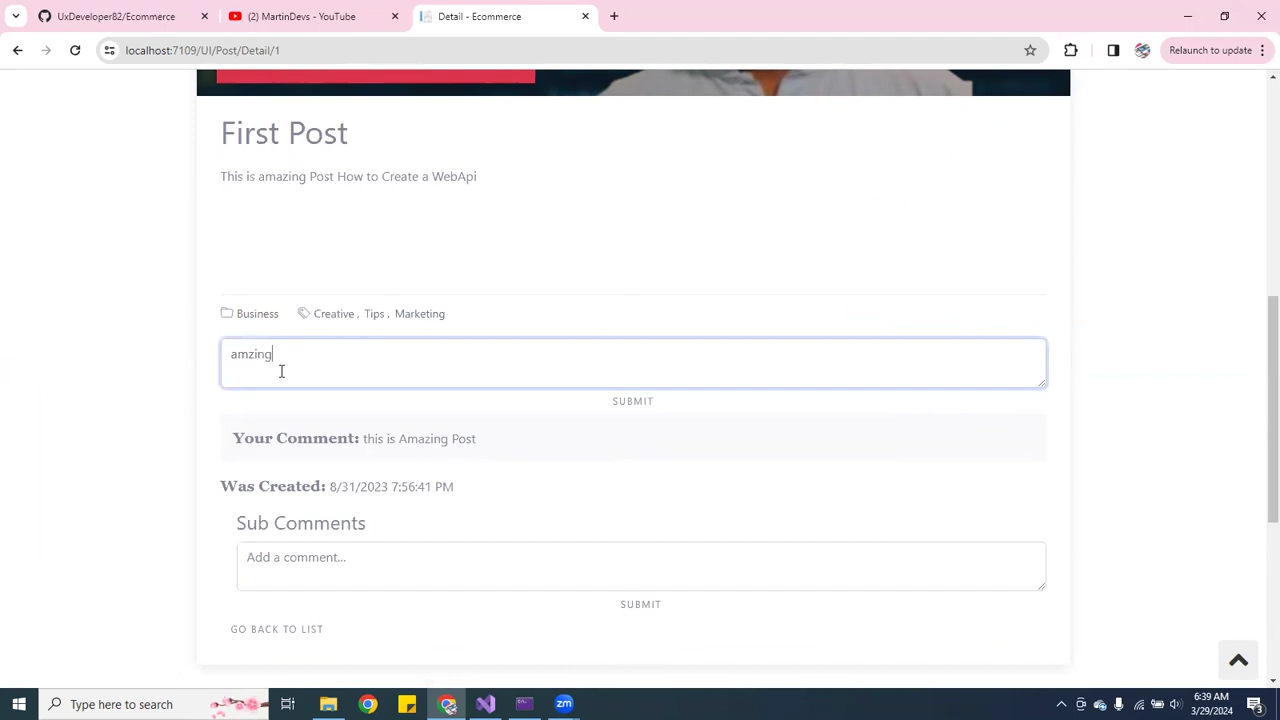 UxDeveloper82/Ecommerce
(2) MartinDevs - YouTube
Detail - Ecommerce
localhost:7109/UI/Post/Detail/1
Relaunch to update
First Post
This is amazing Post How to Create a WebApi
Business
Creative . Tips . Marketing
amzing
SUBMIT
Your Comment: this is Amazing Post
Was Created: 8/31/2023 7:56:41 PM
Sub Comments
Add a comment...
SUBMIT
GO BACK TO LIST
Type here to search
zm
6:39 AM
3/29/2024
3